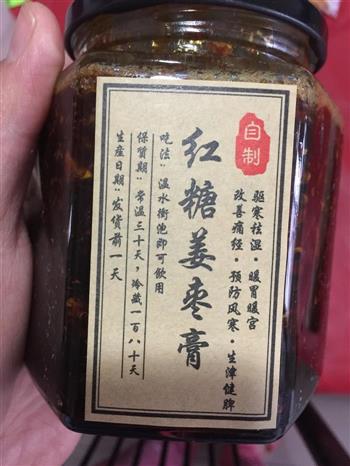 自制
驱寒祛湿·暖胃暖宫
改善痛经·预防风寒·生津健脾
红糖姜枣膏
吃法：温水衝泡即可饮用
保質期：常温三十天，冷藏一百八十天
生産日期：发货前一天